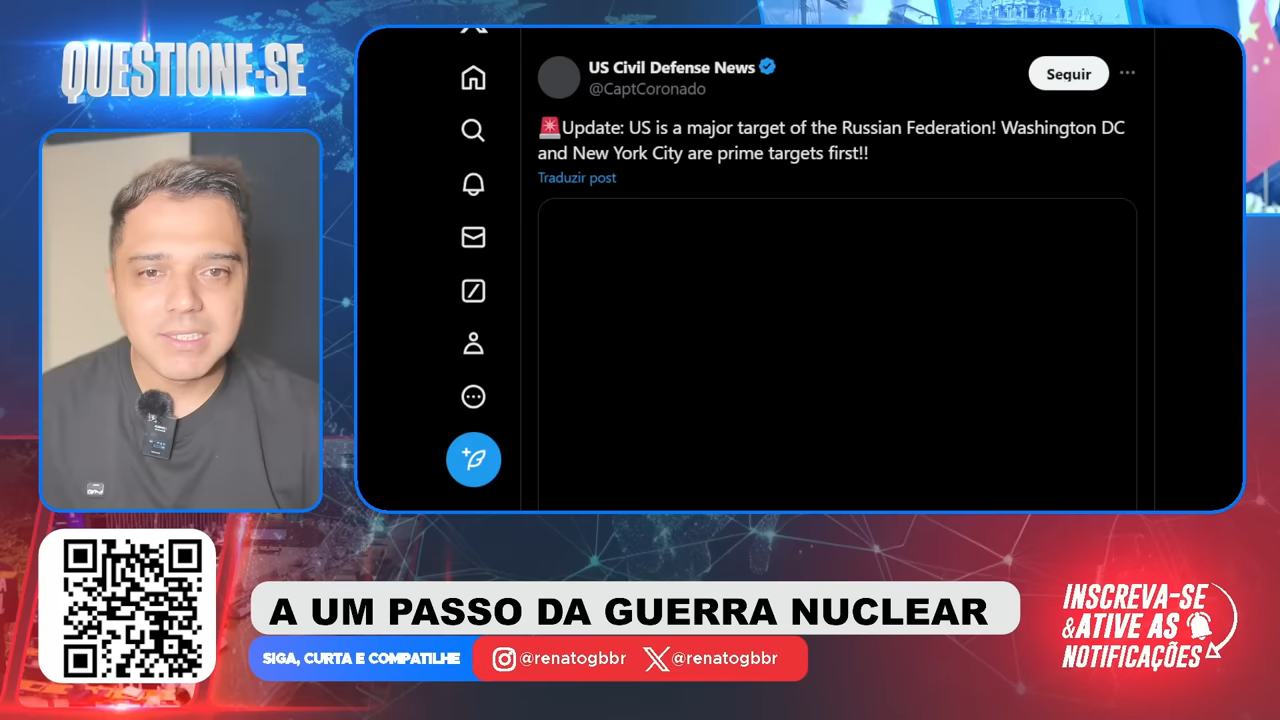 QUESTIONE-SE
US Civil Defense News
@CaptCoronado
Seguir
🚨Update: US is a major target of the Russian Federation! Washington DC
and New York City are prime targets first!!
Traduzir post
A UM PASSO DA GUERRA NUCLEAR
SIGA, CURTA E COMPATILHE
@renatogbbr
@renatogbbr
INSCREVA-SE
&ATIVE AS
NOTIFICAÇÕES